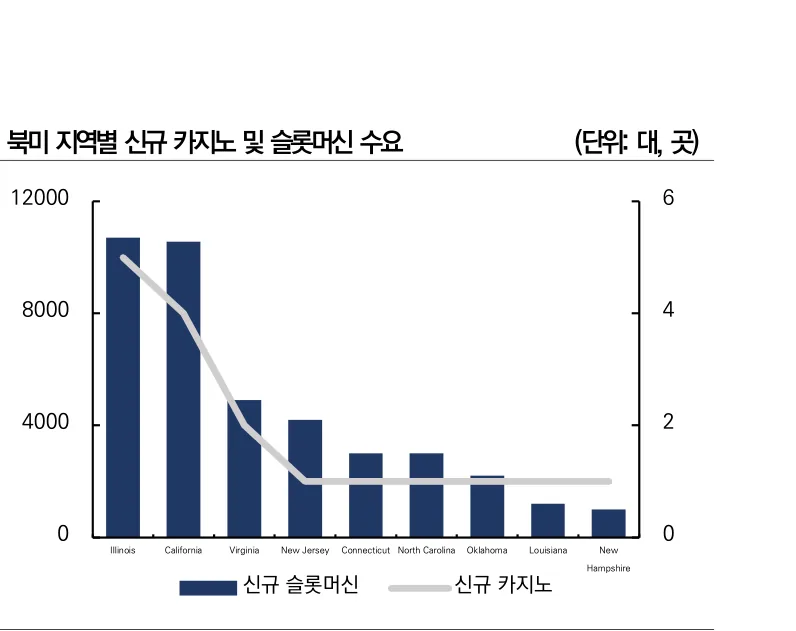 북미 지역별 신규 카지노 및 슬롯머신 수요 (단위: 대, 곳)
12000 6
8000 4
4000 2
0 0
Illinois California Virginia New Jersey Connecticut North Carolina Oklahoma Louisiana New
Hampshire
신규 슬롯머신 신규 카지노